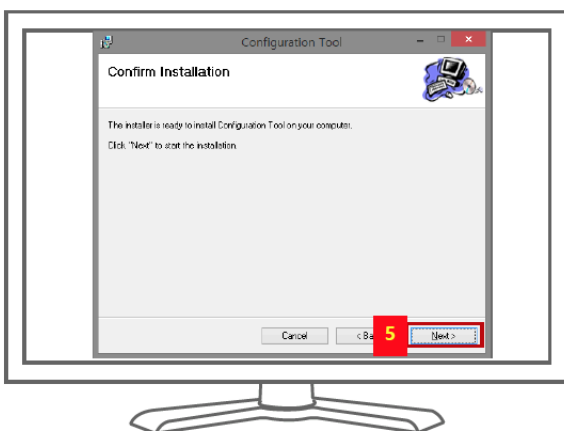 Configuration Tool
Confirm Installation
The installer is ready to install Configuration Tool on your computer.
Click "Next" to start the installation.
Cancel < Ba 5 Next >